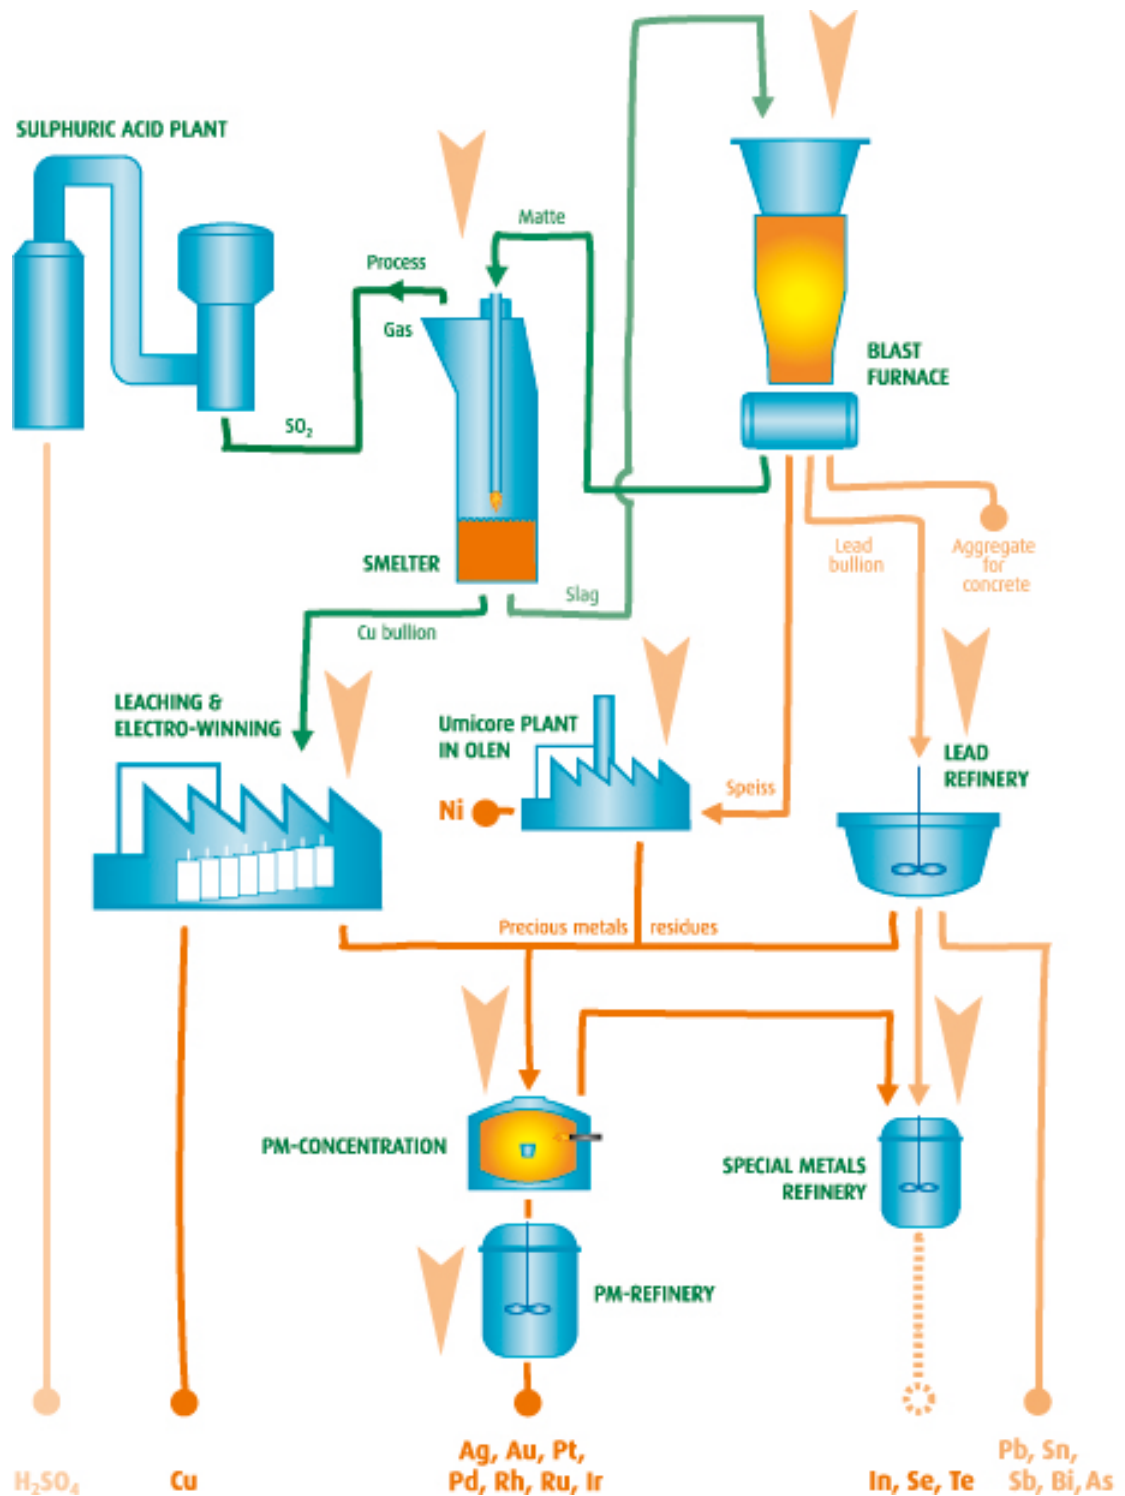 SULPHURIC ACID PLANT
Matte
Process
Gas
BLAST
FURNACE
SO₂
SMELTER
Slag
Cu bullion
Lead
bullion
Aggregate
for
concrete
LEACHING &
ELECTRO-WINNING
Umicore PLANT
IN OLEN
LEAD
REFINERY
Speiss
Ni
Precious metals residues
PM-CONCENTRATION
SPECIAL METALS
REFINERY
PM-REFINERY
H₂SO₄
Cu
Ag, Au, Pt,
Pd, Rh, Ru, Ir
In, Se, Te
Pb, Sn,
Sb, Bi, As